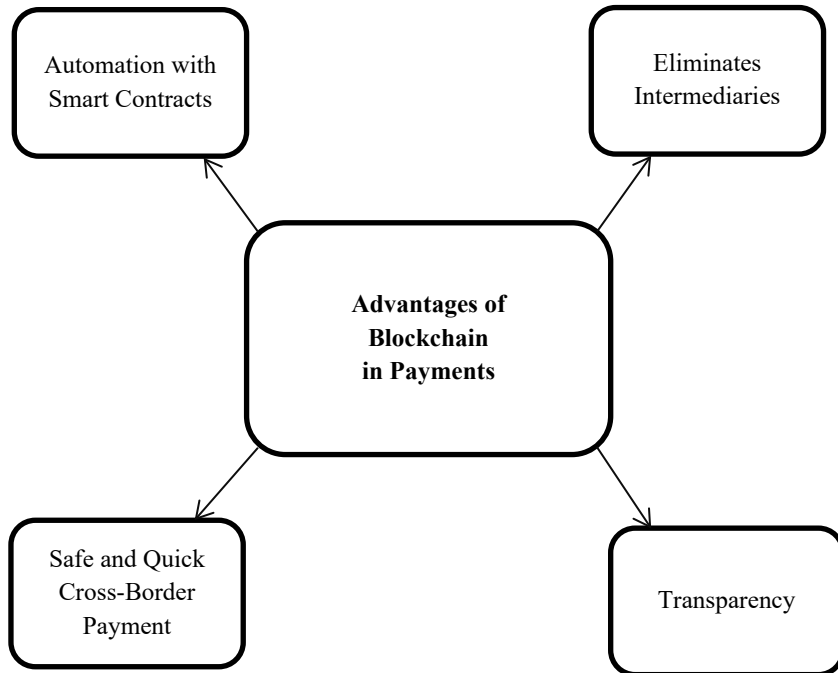 Automation with
Smart Contracts
Eliminates
Intermediaries
Advantages of
Blockchain
in Payments
Safe and Quick
Cross-Border
Payment
Transparency